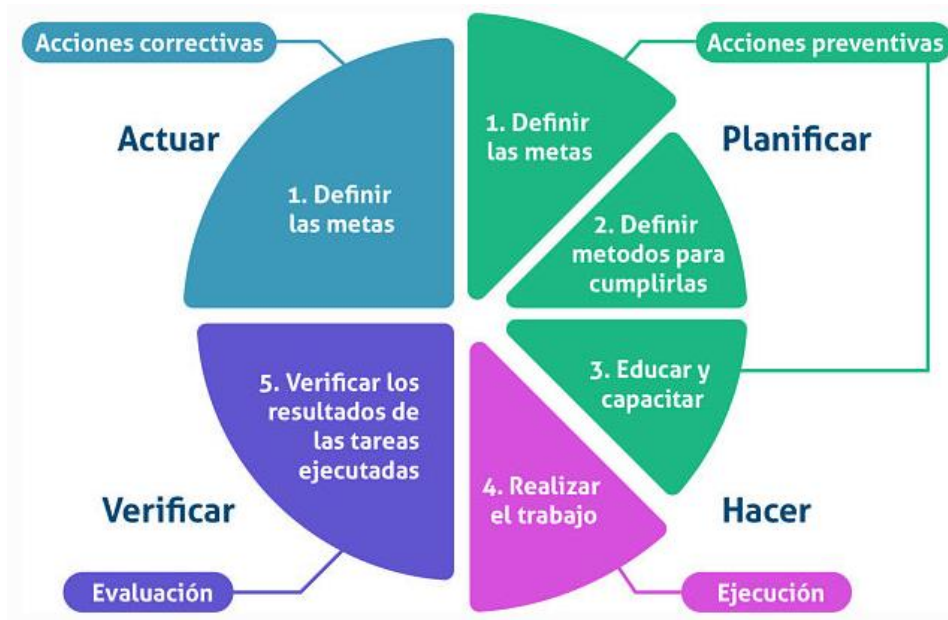 Acciones correctivas
Acciones preventivas
Actuar
Planificar
1. Definir
las metas
1. Definir
las metas
2. Definir
metodos para
cumplirlas
3. Educar y
capacitar
4. Realizar
el trabajo
5. Verificar los
resultados de
las tareas
ejecutadas
Verificar
Hacer
Evaluación
Ejecución